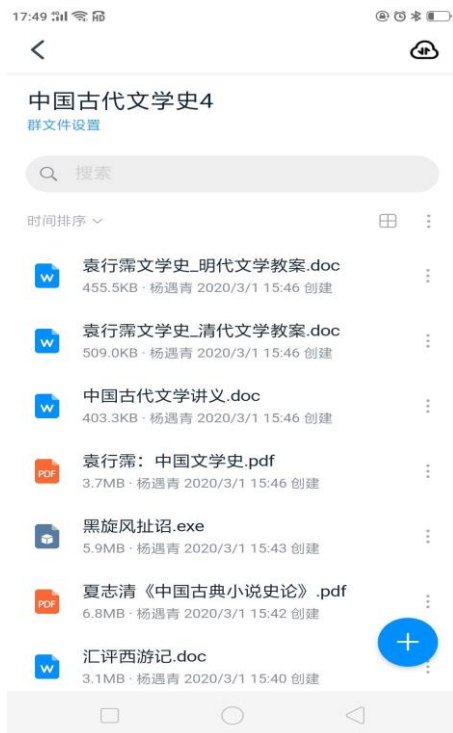 17:49
中国古代文学史4
群文件设置
搜索
时间排序
袁行霈文学史_明代文学教案.doc
455.5KB · 杨遇青 2020/3/1 15:46 创建
袁行霈文学史_清代文学教案.doc
509.0KB · 杨遇青 2020/3/1 15:46 创建
中国古代文学讲义.doc
403.3KB · 杨遇青 2020/3/1 15:46 创建
袁行霈：中国文学史.pdf
3.7MB · 杨遇青 2020/3/1 15:46 创建
黑旋风扯诏.exe
5.9MB · 杨遇青 2020/3/1 15:43 创建
夏志清《中国古典小说史论》.pdf
6.8MB · 杨遇青 2020/3/1 15:42 创建
汇评西游记.doc
3.1MB · 杨遇青 2020/3/1 15:40 创建